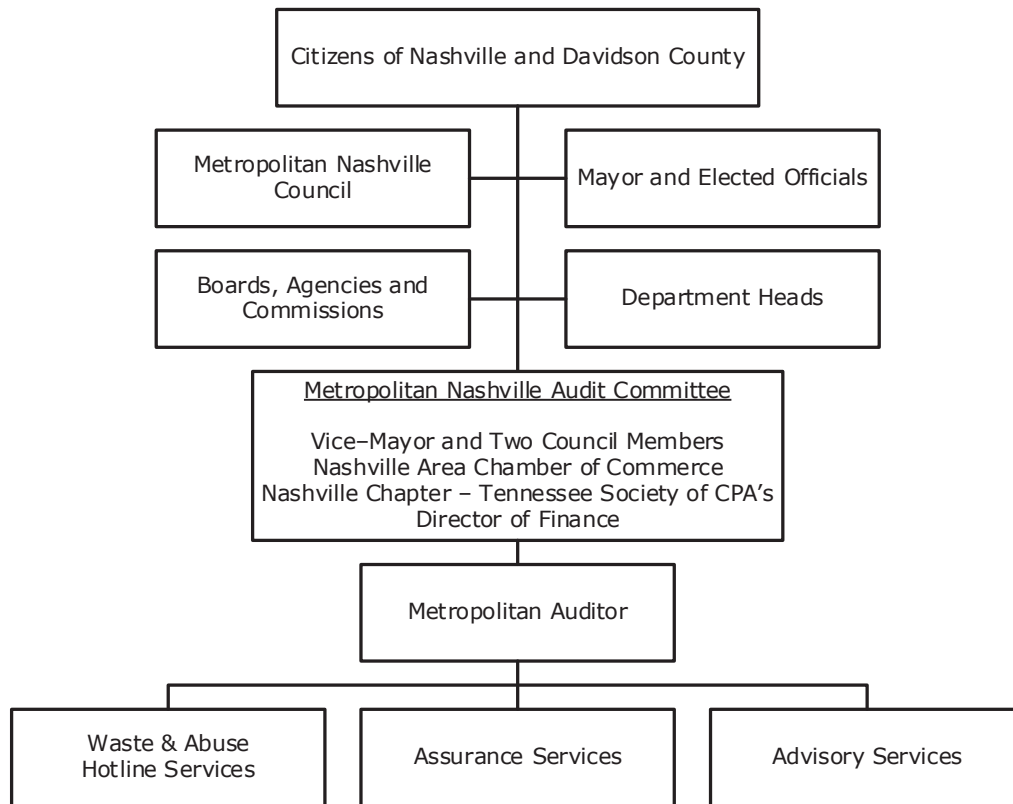 Citizens of Nashville and Davidson County
Metropolitan Nashville
Council
Mayor and Elected Officials
Boards, Agencies and
Commissions
Department Heads
Metropolitan Nashville Audit Committee
Vice–Mayor and Two Council Members
Nashville Area Chamber of Commerce
Nashville Chapter – Tennessee Society of CPA’s
Director of Finance
Metropolitan Auditor
Waste & Abuse
Hotline Services
Assurance Services
Advisory Services